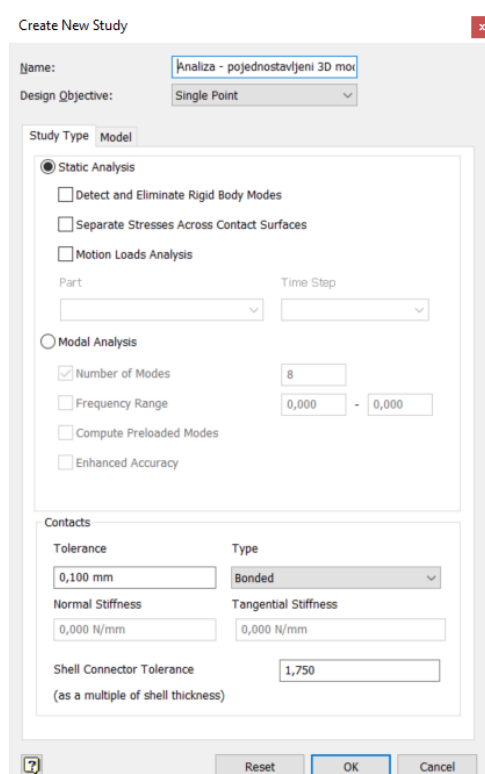 Create New Study
x
Name: Analiza - pojednostavljeni 3D mo
Design Objective: Single Point
Study Type Model
Static Analysis
Detect and Eliminate Rigid Body Modes
Separate Stresses Across Contact Surfaces
Motion Loads Analysis
Part Time Step
Modal Analysis
Number of Modes 8
Frequency Range 0,000 - 0,000
Compute Preloaded Modes
Enhanced Accuracy
Contacts
Tolerance Type
0,100 mm Bonded
Normal Stiffness Tangential Stiffness
0,000 N/mm 0,000 N/mm
Shell Connector Tolerance 1,750
(as a multiple of shell thickness)
? Reset OK Cancel